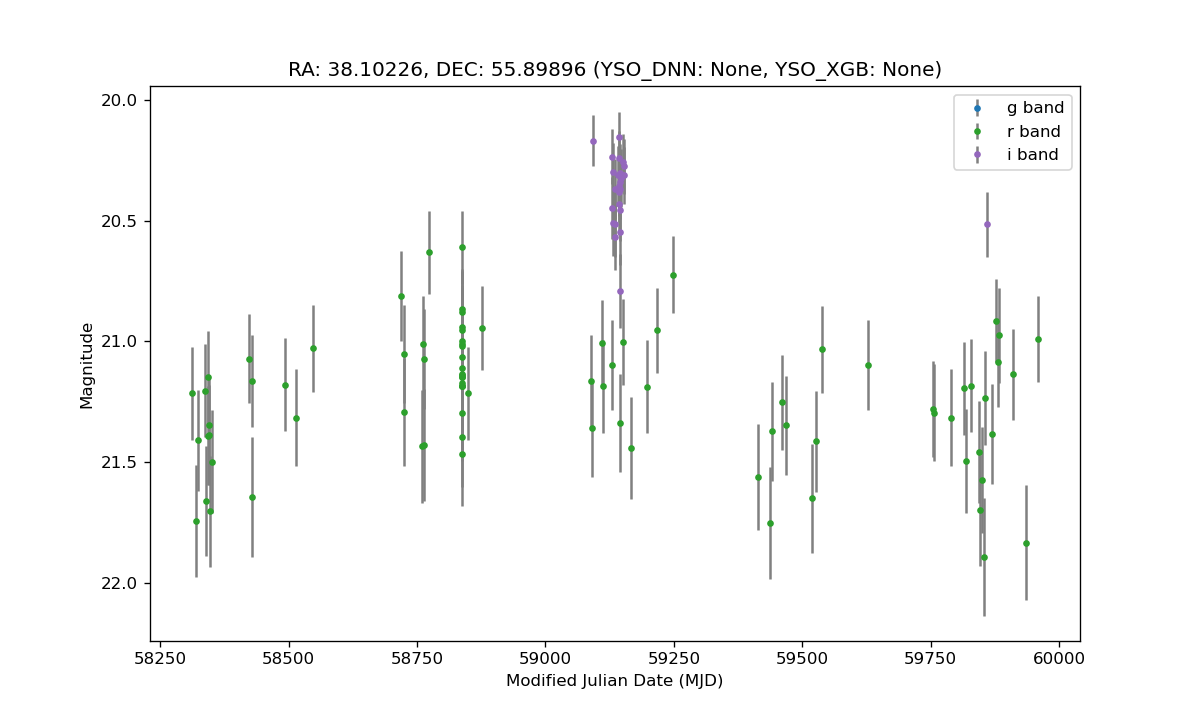 RA: 38.10226, DEC: 55.89896 (YSO_DNN: None, YSO_XGB: None)
g band
r band
i band
Magnitude
20.0
20.5
21.0
21.5
22.0
58250 58500 58750 59000 59250 59500 59750 60000
Modified Julian Date (MJD)